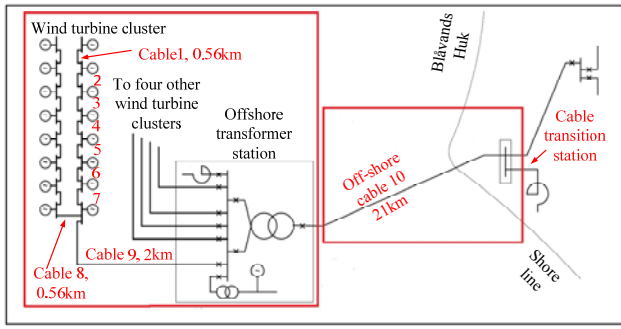 Wind turbine cluster
Cable1, 0.56km
2
3
4
5
6
7
To four other
wind turbine
clusters
Offshore
transformer
station
Cable 9, 2km
Cable 8,
0.56km
Off-shore
cable 10
21km
Blåvands
Huk
Cable
transition
station
Shore
line